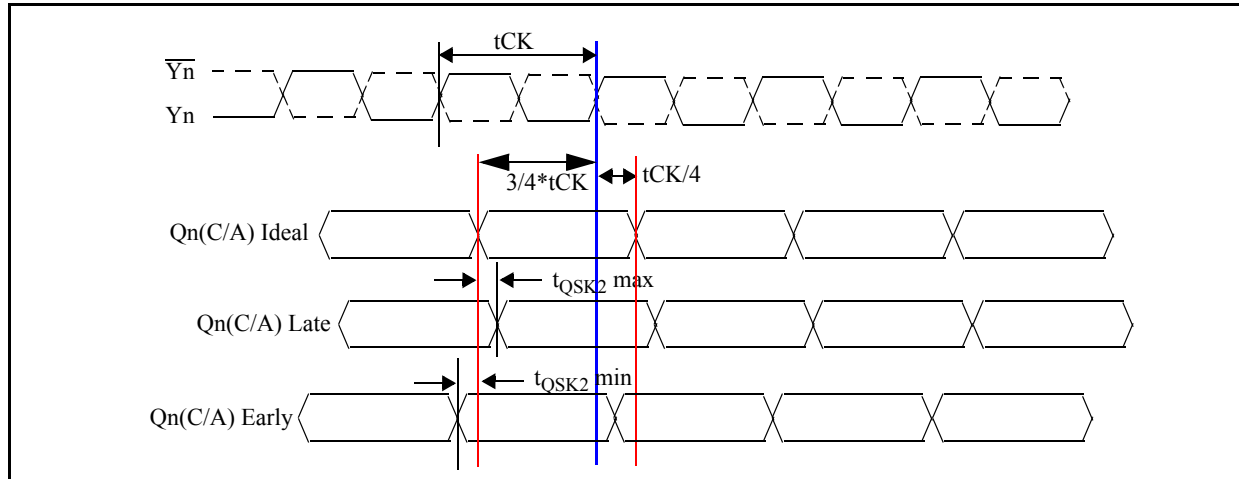 tCK
Yn
Yn
3/4*tCK
tCK/4
Qn(C/A) Ideal
tQSK2 max
Qn(C/A) Late
tQSK2 min
Qn(C/A) Early